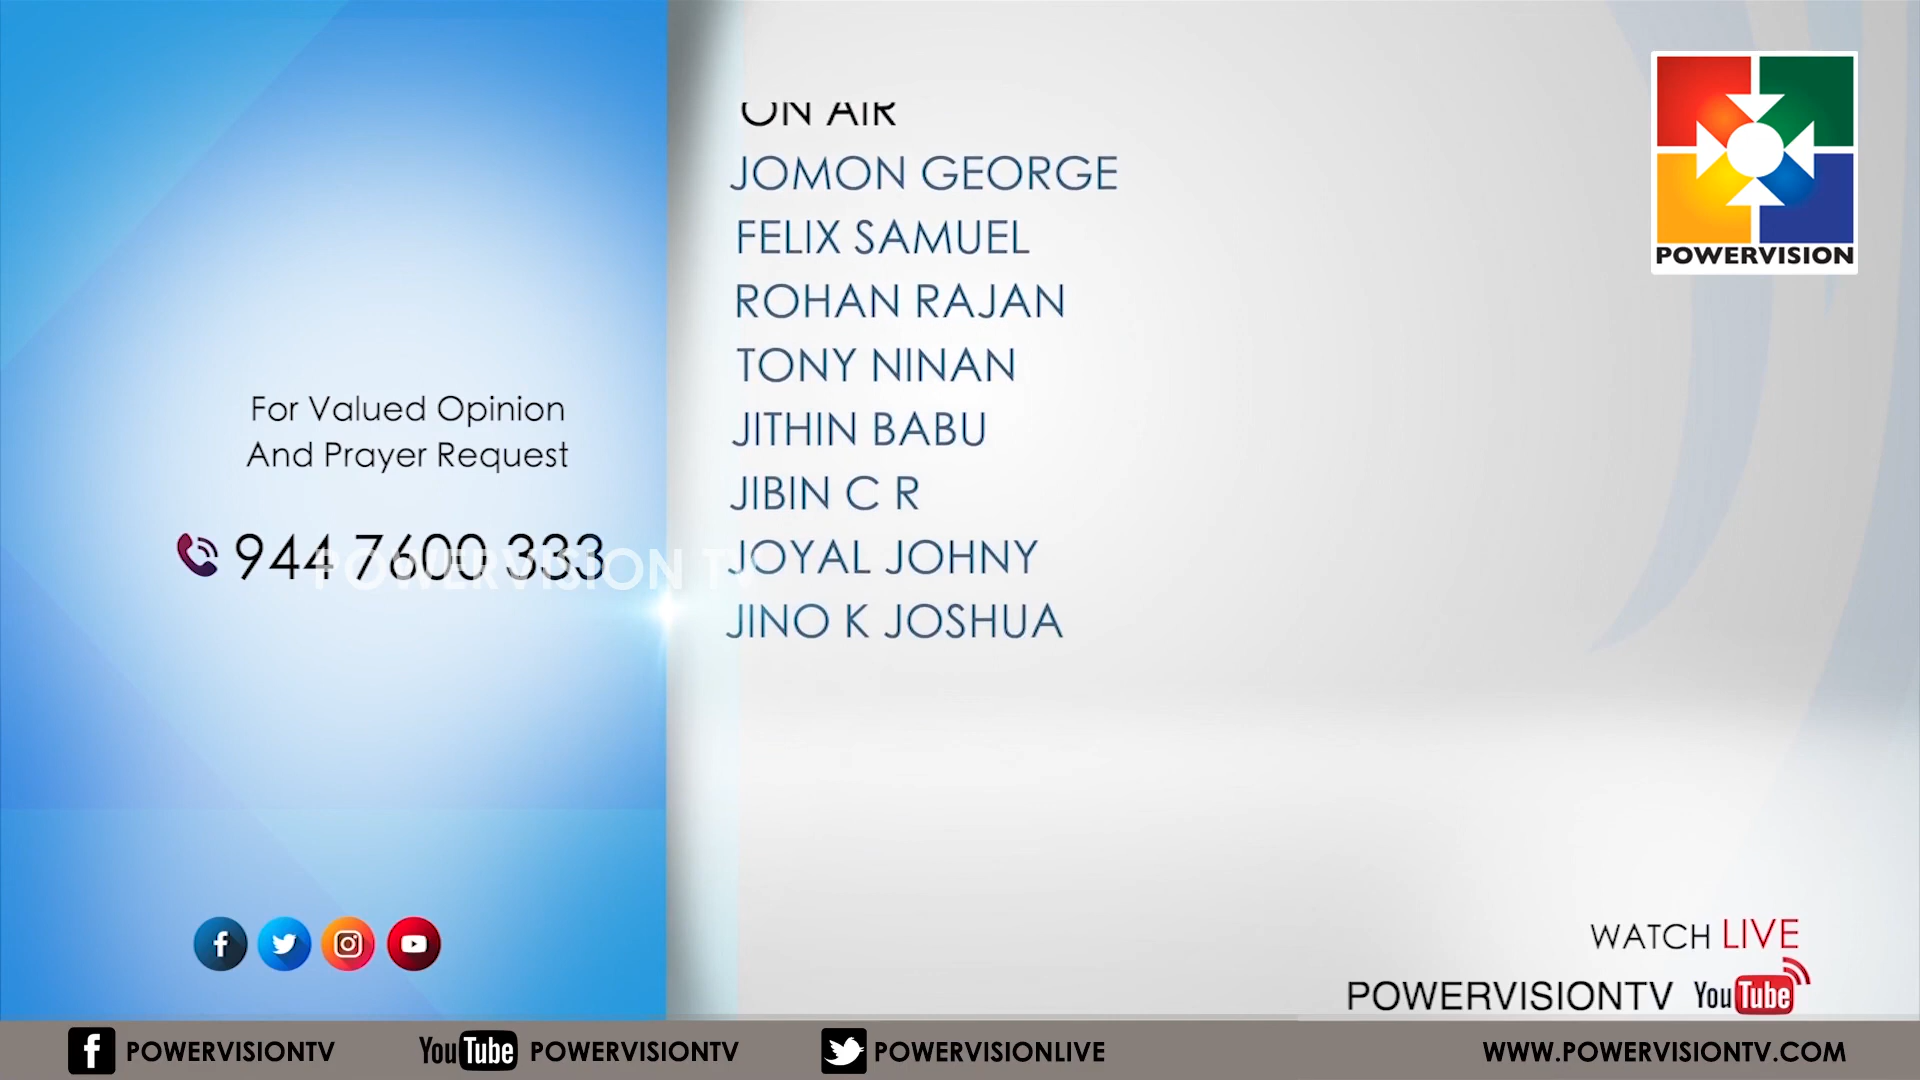 For Valued Opinion
And Prayer Request
944 7600 333
POWERVISION TV
ON AIR
JOMON GEORGE
FELIX SAMUEL
ROHAN RAJAN
TONY NINAN
JITHIN BABU
JIBIN C R
JOYAL JOHNY
JINO K JOSHUA
POWERVISION
WATCH LIVE
POWERVISIONTV YouTube
POWERVISIONTV
YouTube POWERVISIONTV
POWERVISIONLIVE
WWW.POWERVISIONTV.COM